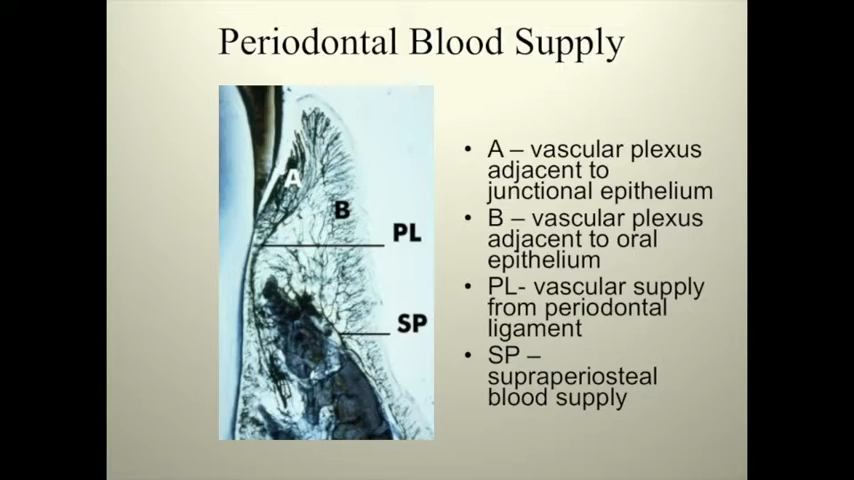 Periodontal Blood Supply
A
B
PL
SP
• A – vascular plexus
adjacent to
junctional epithelium
• B – vascular plexus
adjacent to oral
epithelium
• PL- vascular supply
from periodontal
ligament
• SP –
supraperiosteal
blood supply